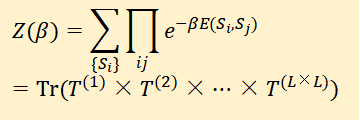 Z(β) = ∑_{{S_i}} ∏_{ij} e^{−βE(S_i,S_j)}
= Tr(T^{(1)} × T^{(2)} × ⋯ × T^{(L×L)})